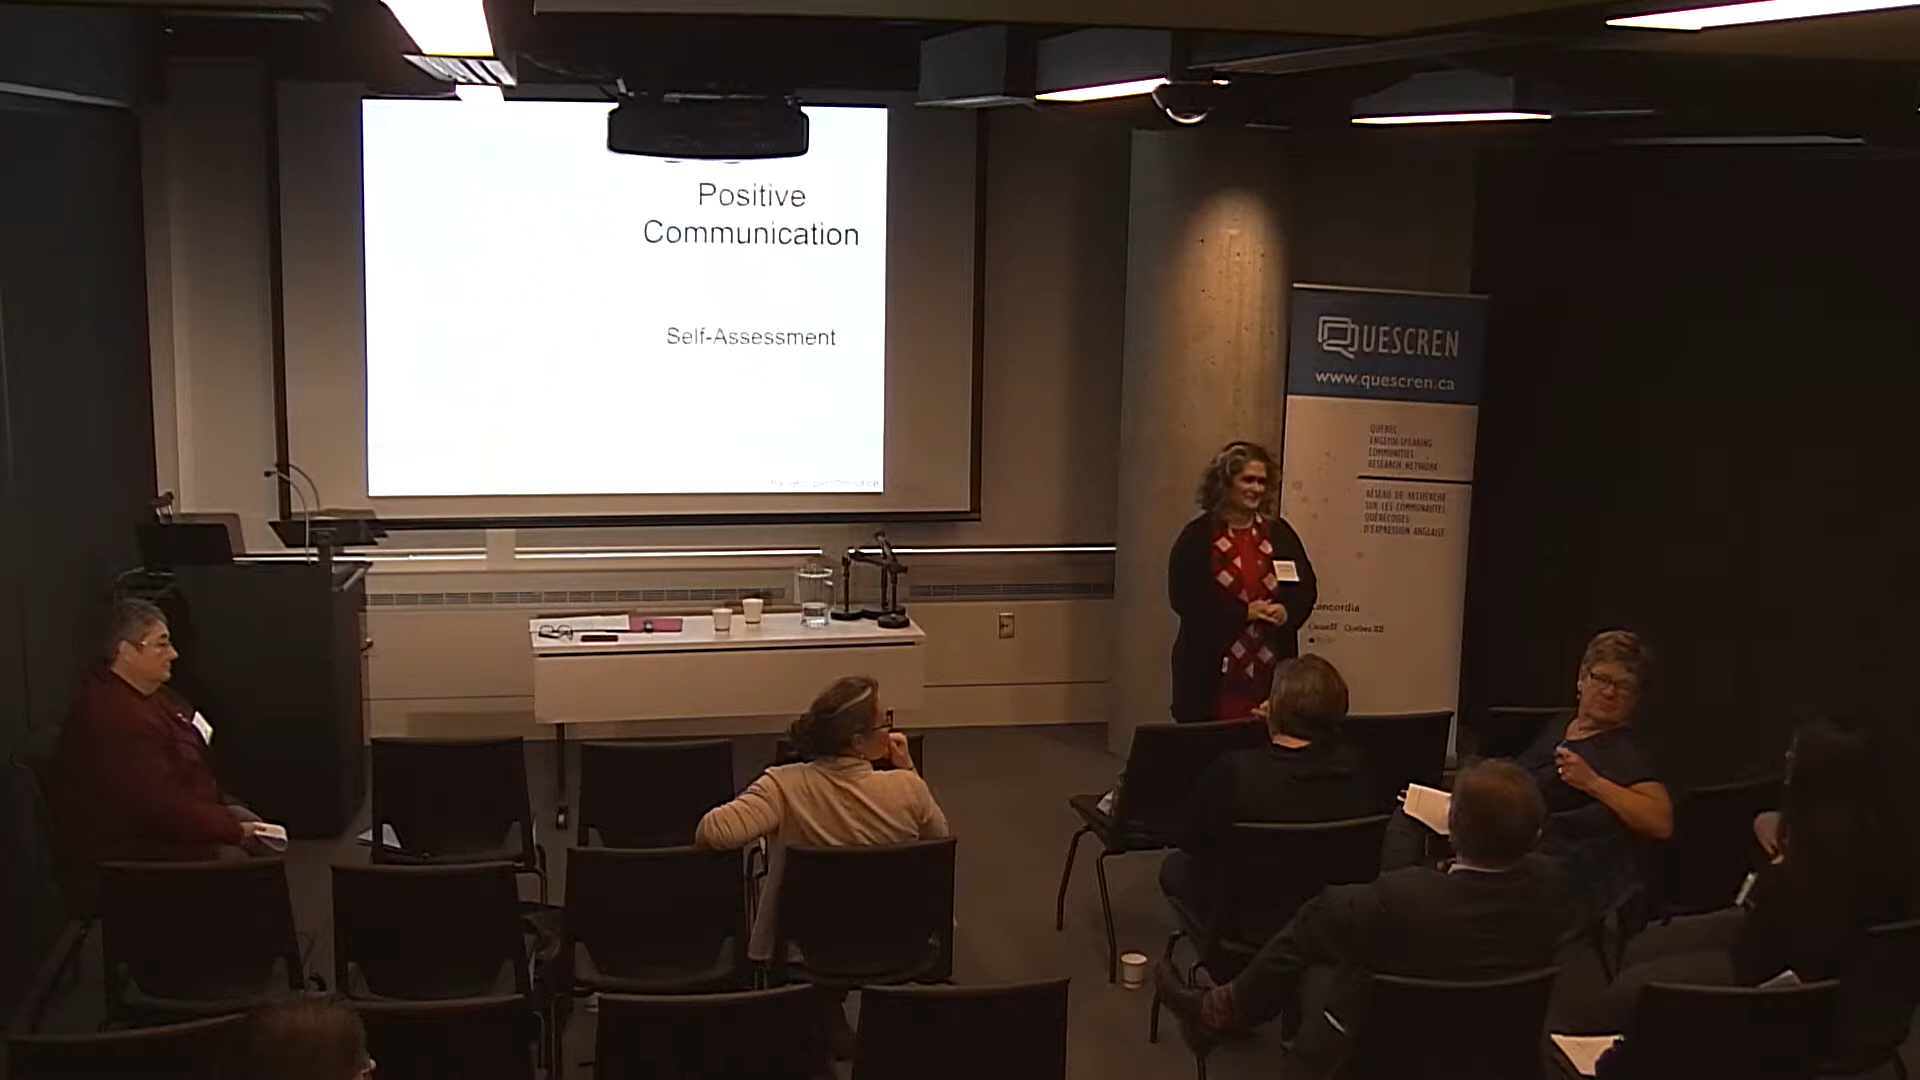 Positive
Communication
Self-Assessment
QUESCREN
www.quescren.ca
QUEBEC
ENGLISH-SPEAKING
COMMUNITIES
RESEARCH NETWORK
RÉSEAU DE RECHERCHE
SUR LES COMMUNAUTÉS
QUÉBÉCOISES
D'EXPRESSION ANGLAISE
Concordia
Québec